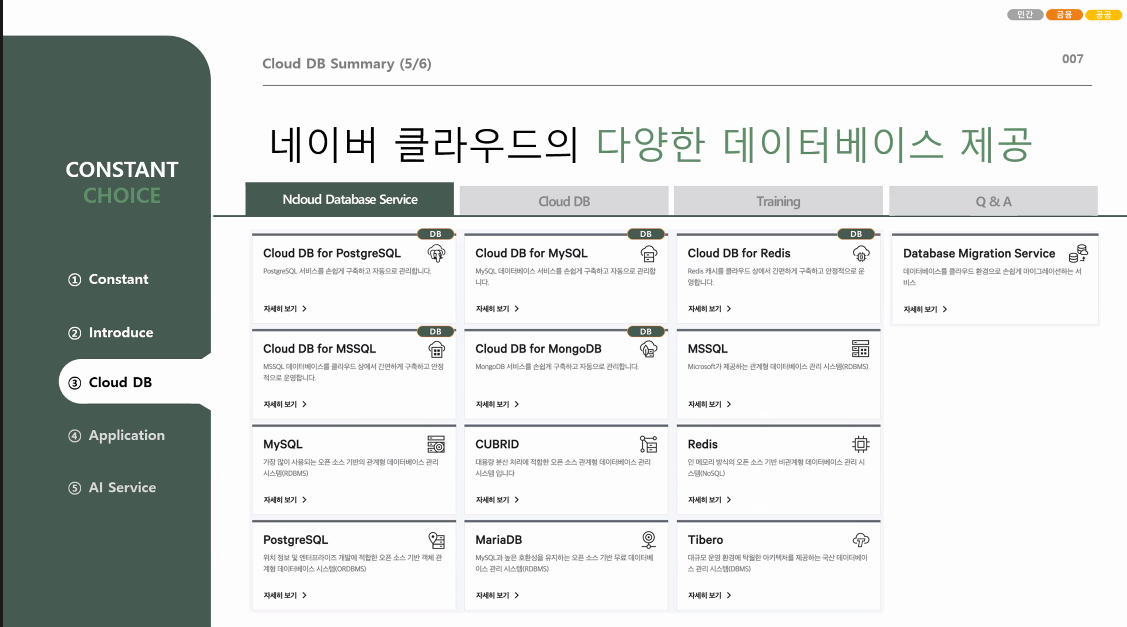 민간 금융 공공
Cloud DB Summary (5/6)
007
CONSTANT
CHOICE
① Constant
② Introduce
③ Cloud DB
④ Application
⑤ AI Service
네이버 클라우드의 다양한 데이터베이스 제공
Ncloud Database Service
Cloud DB
Training
Q & A
DB
Cloud DB for PostgreSQL
PostgreSQL 서비스를 손쉽게 구축하고 자동으로 관리합니다.
자세히 보기
DB
Cloud DB for MySQL
MySQL 데이터베이스 서비스를 손쉽게 구축하고 자동으로 관리합
니다.
자세히 보기
DB
Cloud DB for Redis
Redis 캐시를 클라우드 상에서 간편하게 구축하고 안정적으로 운
영합니다.
자세히 보기
Database Migration Service
데이터베이스를 클라우드 환경으로 손쉽게 마이그레이션하는 서
비스
자세히 보기
DB
Cloud DB for MSSQL
MSSQL 데이터베이스를 클라우드 상에서 간편하게 구축하고 안정
적으로 운영합니다.
자세히 보기
DB
Cloud DB for MongoDB
MongoDB 서비스를 손쉽게 구축하고 자동으로 관리합니다.
자세히 보기
MSSQL
Microsoft가 제공하는 관계형 데이터베이스 관리 시스템(RDBMS)
자세히 보기
MySQL
가장 많이 사용되는 오픈 소스 기반의 관계형 데이터베이스 관리
시스템(RDBMS)
자세히 보기
CUBRID
대용량 분산 처리에 적합한 오픈 소스 관계형 데이터베이스 관리
시스템 입니다
자세히 보기
Redis
인 메모리 방식의 오픈 소스 기반 비관계형 데이터베이스 관리 시
스템(NoSQL)
자세히 보기
PostgreSQL
위치 정보 및 엔터프라이즈 개발에 적합한 오픈 소스 기반 객체 관
계형 데이터베이스 시스템(ORDBMS)
자세히 보기
MariaDB
MySQL과 높은 호환성을 유지하는 오픈 소스 기반 무료 데이터베
이스 관리 시스템(RDBMS)
자세히 보기
Tibero
대규모 운영 환경에 탁월한 아키텍처를 제공하는 국산 데이터베이
스 관리 시스템(DBMS)
자세히 보기